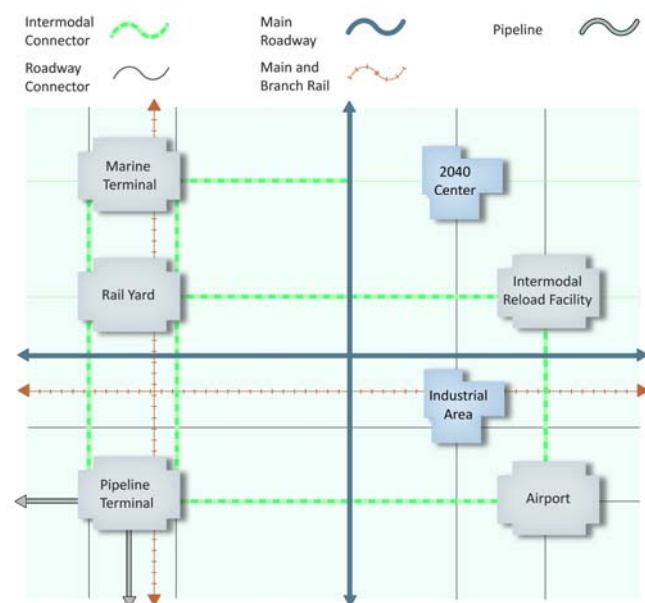 Intermodal
Connector
Main
Roadway
Pipeline
Roadway
Connector
Main and
Branch Rail
Marine
Terminal
2040
Center
Rail Yard
Intermodal
Reload Facility
Industrial
Area
Pipeline
Terminal
Airport